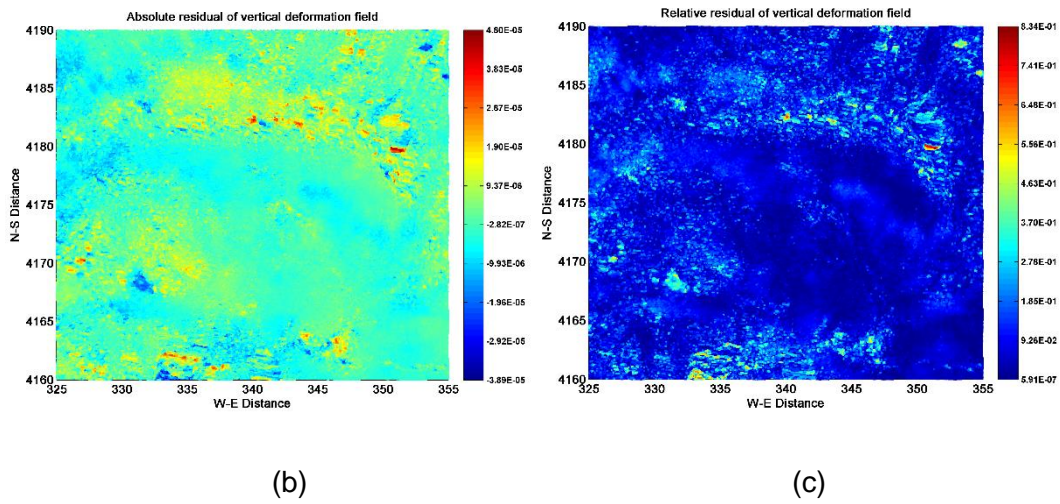 Absolute residual of vertical deformation field
4190
4185
4180
4175
4170
4165
4160
N-S Distance
325 330 335 340 345 350 355
W-E Distance
4.60E-05
3.63E-05
2.67E-05
1.90E-05
9.37E-06
-2.82E-07
-9.93E-06
-1.96E-05
-2.92E-05
-3.89E-05
(b)
Relative residual of vertical deformation field
4190
4185
4180
4175
4170
4165
4160
N-S Distance
325 330 335 340 345 350 355
W-E Distance
8.34E-01
7.41E-01
6.48E-01
5.56E-01
4.63E-01
3.70E-01
2.78E-01
1.85E-01
9.26E-02
5.91E-07
(c)